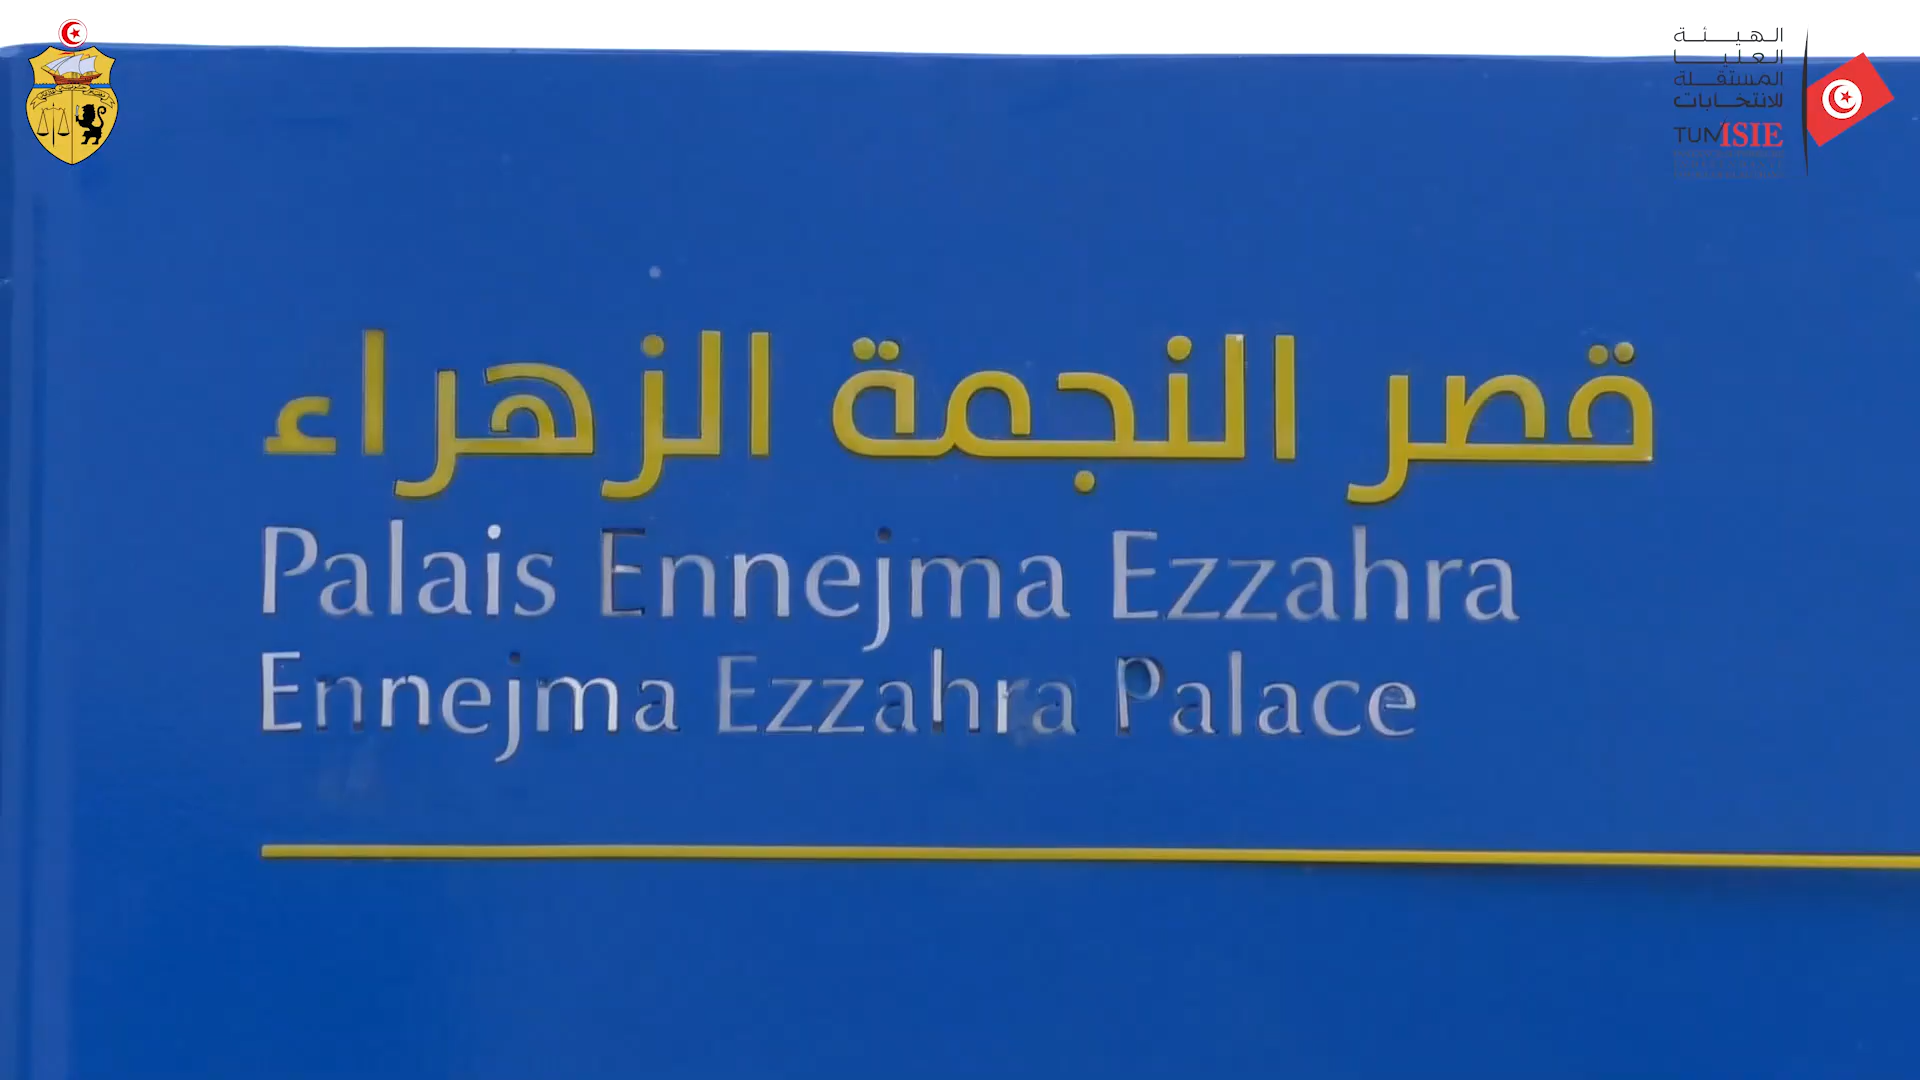 الهيئة
العليا
المستقلة
للانتخابات
TUNISIE
قصر النجمة الزهراء
Palais Ennejma Ezzahra
Ennejma Ezzahra Palace